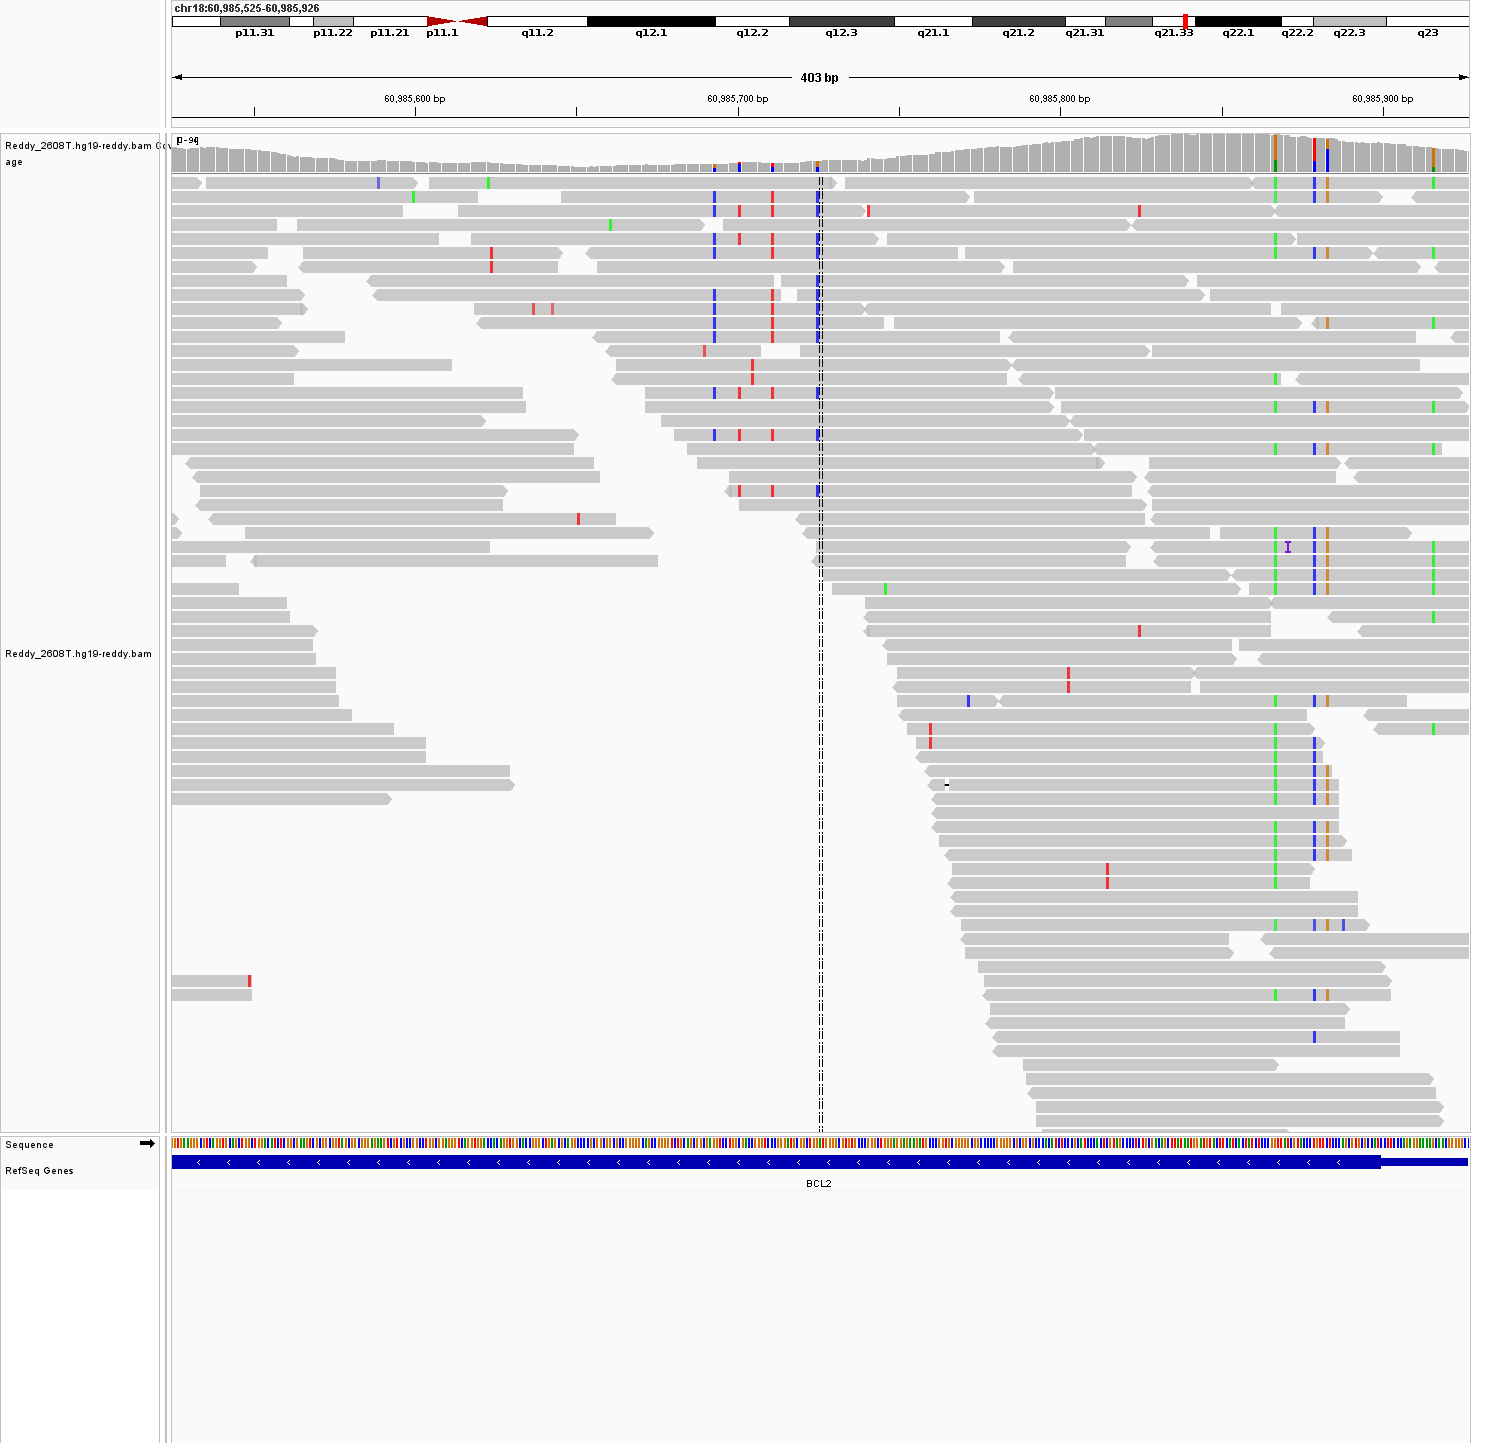 chr18:60,985,525-60,985,926
p11.31 p11.22 p11.21 p11.1 q11.2 q12.1 q12.2 q12.3 q21.1 q21.2 q21.31 q21.33 q22.1 q22.2 q22.3 q23
403 bp
60,985,600 bp 60,985,700 bp 60,985,800 bp 60,985,900 bp
[0-94]
Reddy_2608T.hg19-reddy.bam Cov
age
I
Reddy_2608T.hg19-reddy.bam
Sequence
RefSeq Genes
BCL2